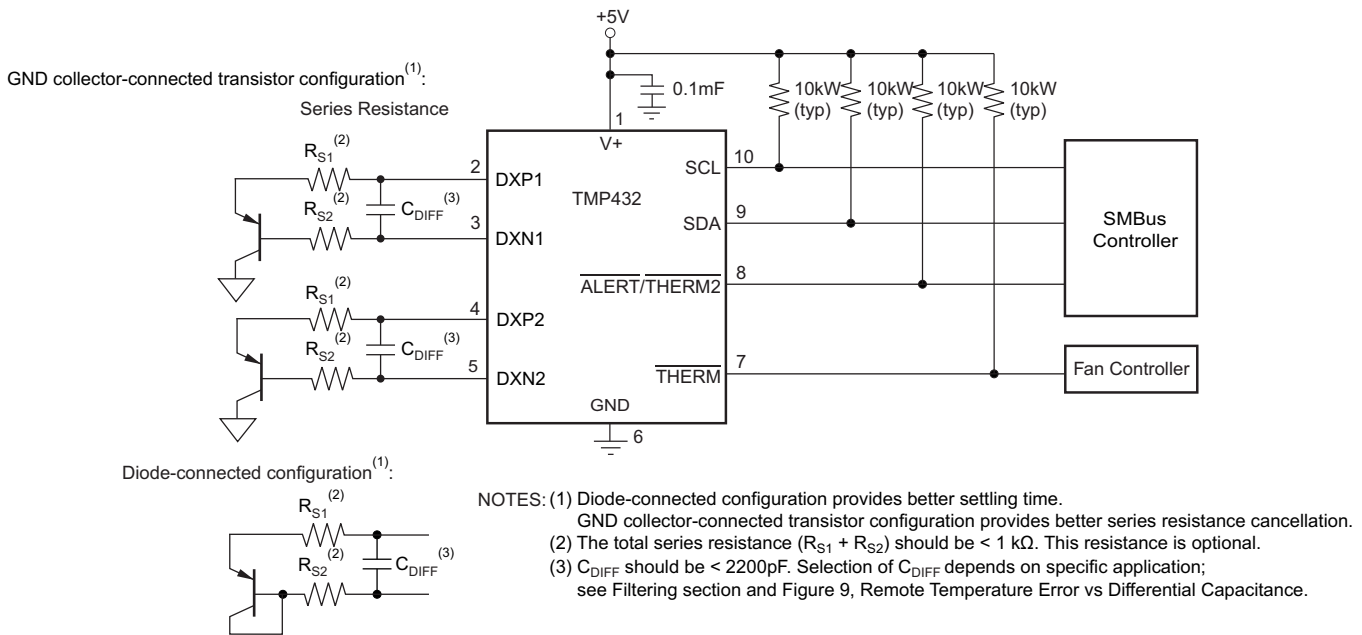 +5V
GND collector-connected transistor configuration(1):
Series Resistance
0.1mF
10kW
(typ)
10kW
(typ)
10kW
(typ)
10kW
(typ)
1
V+
RS1(2)
2
DXP1
SCL
10
TMP432
CDIFF(3)
RS2(2)
3
DXN1
SDA
9
SMBus
Controller
ALERT/THERM2
8
RS1(2)
4
DXP2
CDIFF(3)
RS2(2)
5
DXN2
THERM
7
Fan Controller
GND
6
Diode-connected configuration(1):
RS1(2)
CDIFF(3)
RS2(2)
NOTES: (1) Diode-connected configuration provides better settling time.
GND collector-connected transistor configuration provides better series resistance cancellation.
(2) The total series resistance (RS1 + RS2) should be < 1 kΩ. This resistance is optional.
(3) CDIFF should be < 2200pF. Selection of CDIFF depends on specific application;
see Filtering section and Figure 9, Remote Temperature Error vs Differential Capacitance.